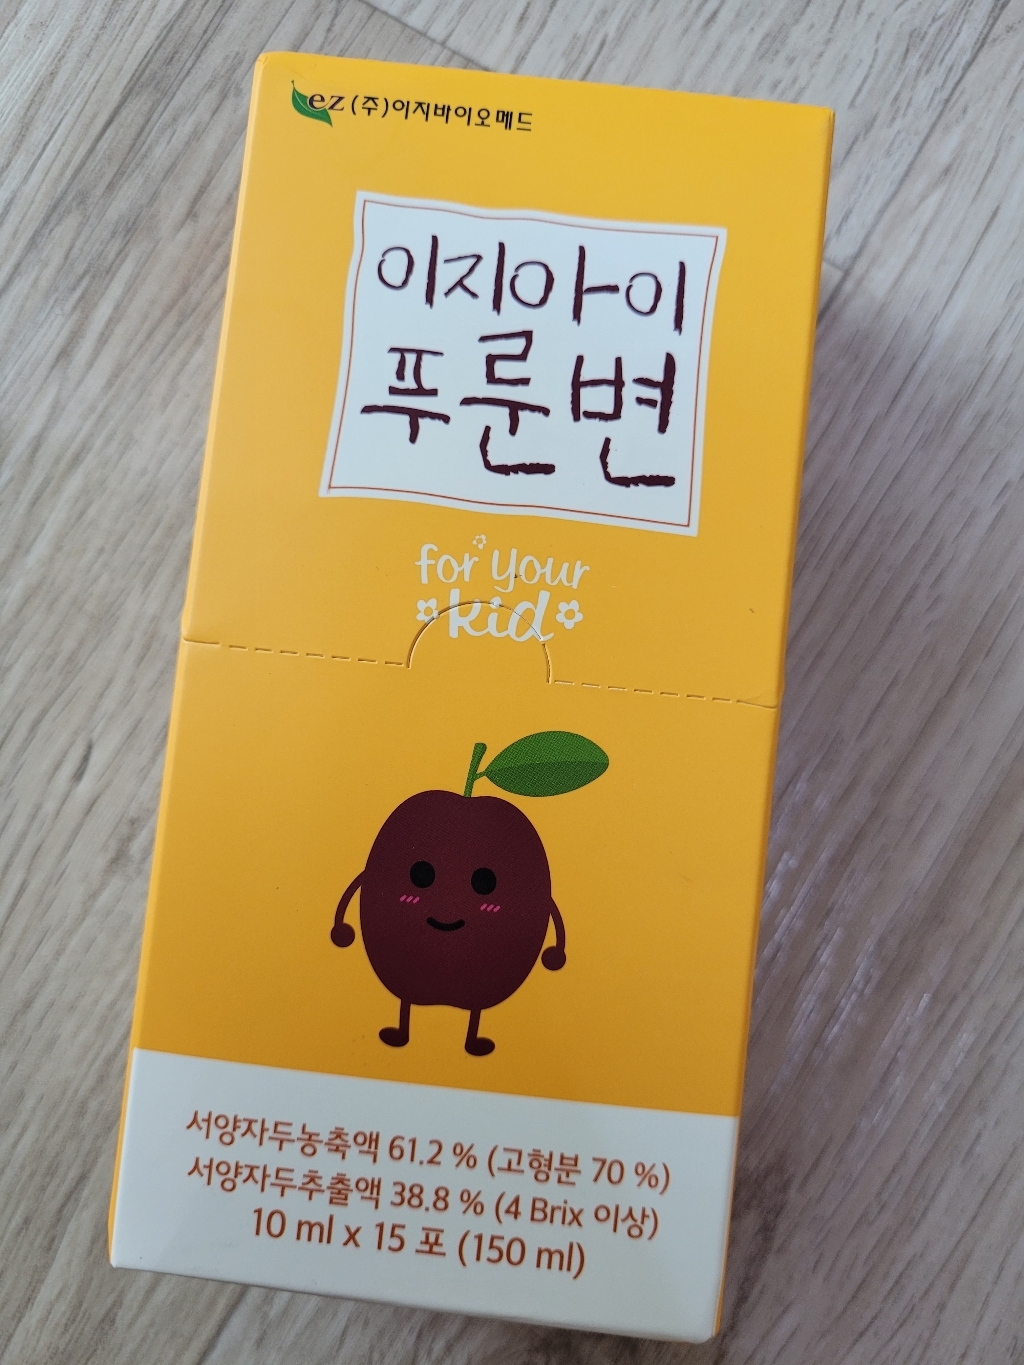 ez (주)이지바이오메드
이지아이
푸룬변
for your
kid
서양자두농축액 61.2 % (고형분 70 %)
서양자두추출액 38.8 % (4 Brix 이상)
10 ml x 15 포 (150 ml)